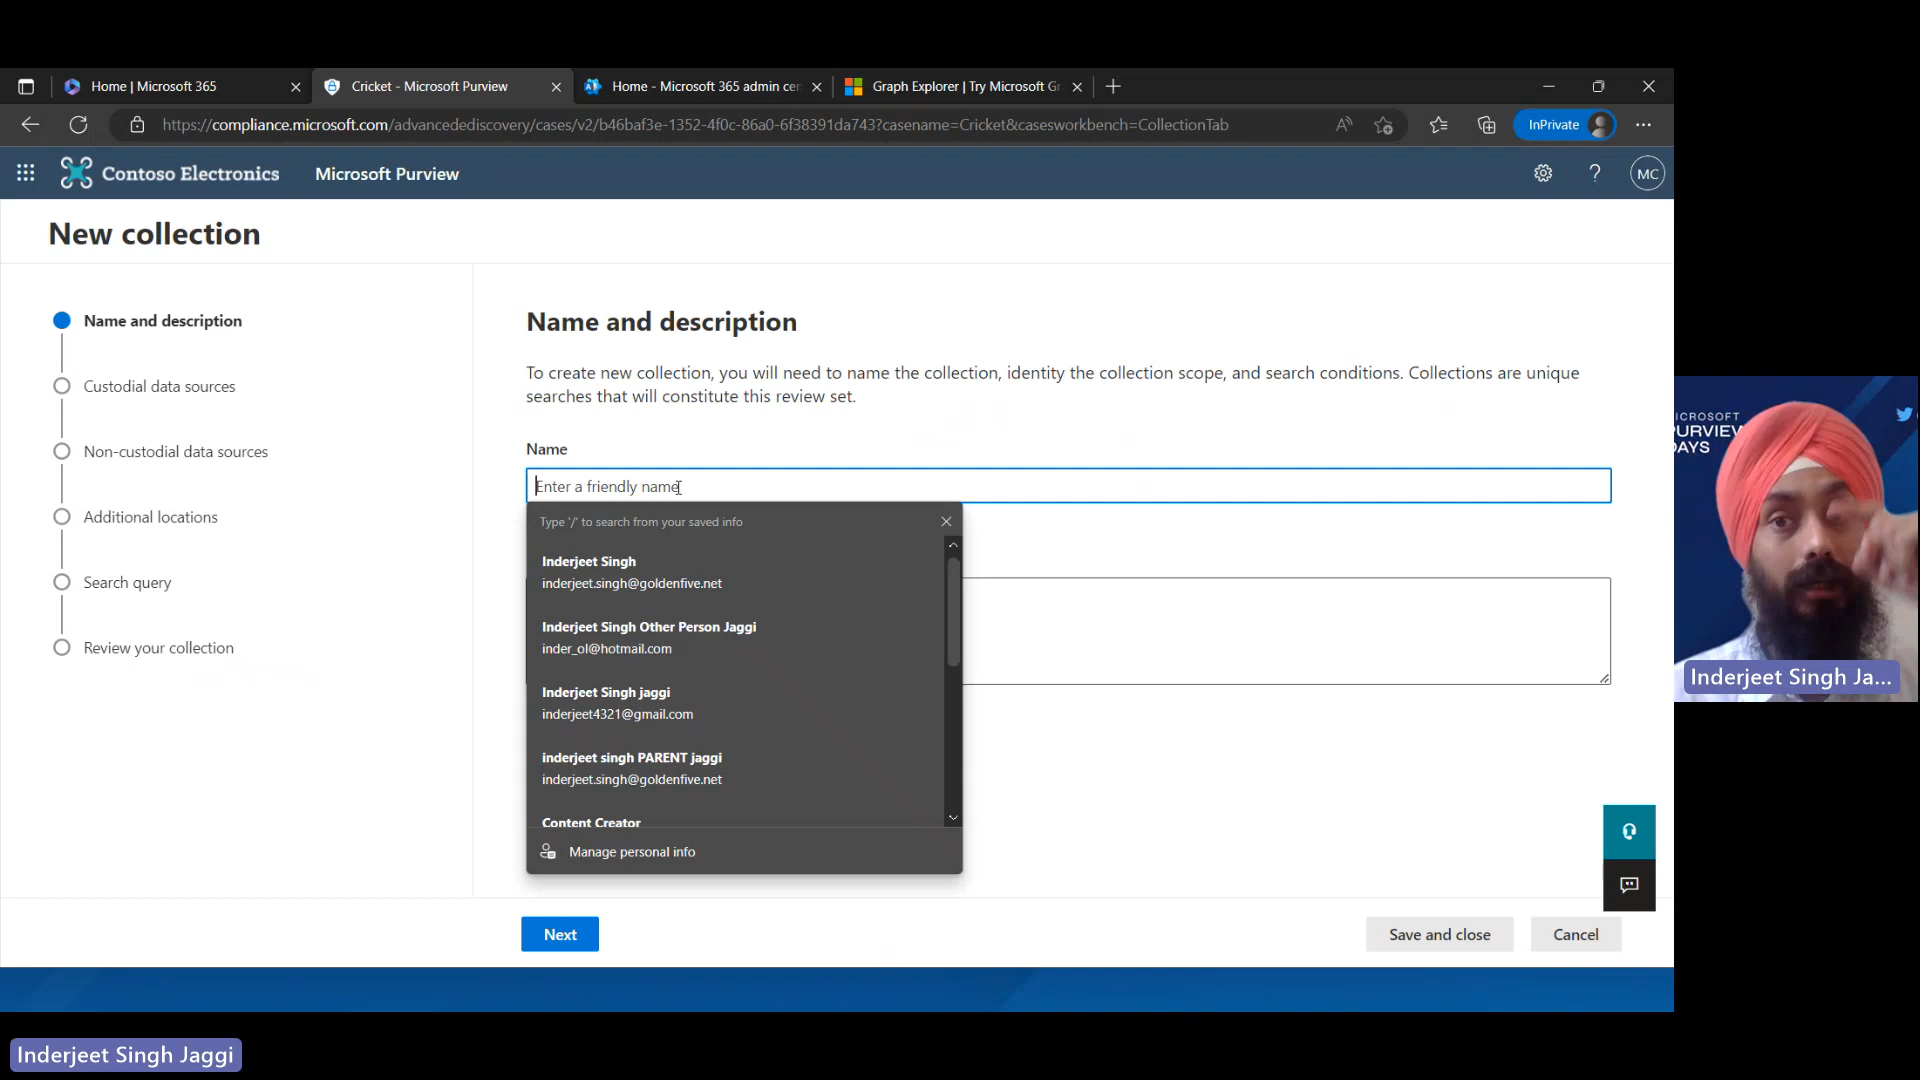 Home | Microsoft 365
Cricket - Microsoft Purview
Home - Microsoft 365 admin cen
Graph Explorer | Try Microsoft Gr
https://compliance.microsoft.com/advancedediscovery/cases/v2/b46baf3e-1352-4f0c-86a0-6f38391da743?casename=Cricket&casesworkbench=CollectionTab
InPrivate
Contoso Electronics
Microsoft Purview
MC
New collection
Name and description
Custodial data sources
Non-custodial data sources
Additional locations
Search query
Review your collection
Name and description
To create new collection, you will need to name the collection, identity the collection scope, and search conditions. Collections are unique
searches that will constitute this review set.
Name
Enter a friendly name
Type '/' to search from your saved info
Inderjeet Singh
inderjeet.singh@goldenfive.net
Inderjeet Singh Other Person Jaggi
inder_ol@hotmail.com
Inderjeet Singh jaggi
inderjeet4321@gmail.com
inderjeet singh PARENT jaggi
inderjeet.singh@goldenfive.net
Content Creator
Manage personal info
Next
Save and close
Cancel
ICROSOFT
PURVIEW
DAYS
Inderjeet Singh Ja...
Inderjeet Singh Jaggi